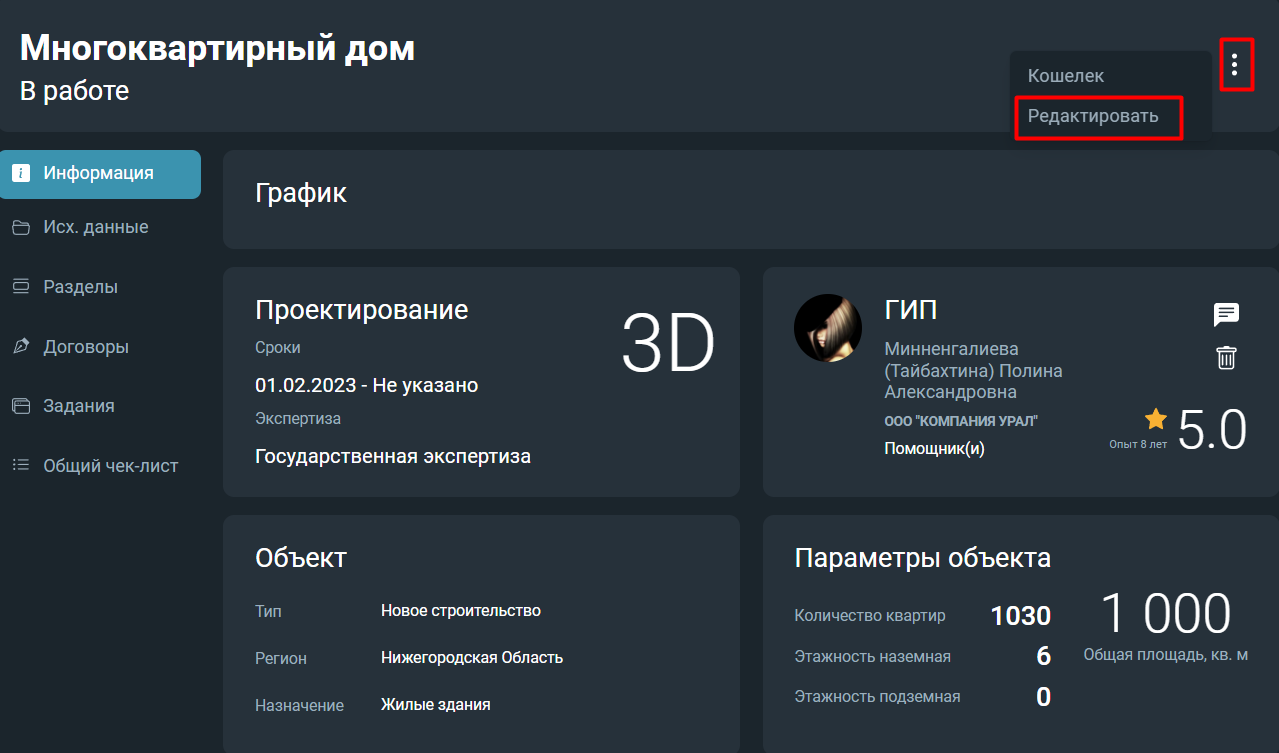 Многоквартирный дом
В работе
Кошелек
Редактировать
Информация
Исх. данные
Разделы
Договоры
Задания
Общий чек-лист
График
Проектирование
Сроки
01.02.2023 - Не указано
Экспертиза
Государственная экспертиза
3D
ГИП
Минненгалиева
(Тайбахтина) Полина
Александровна
ООО "КОМПАНИЯ УРАЛ"
Помощник(и)
Опыт 8 лет
5.0
Объект
Тип Новое строительство
Регион Нижегородская Область
Назначение Жилые здания
Параметры объекта
Количество квартир 1030
Этажность наземная 6
Этажность подземная 0
1 000
Общая площадь, кв. м